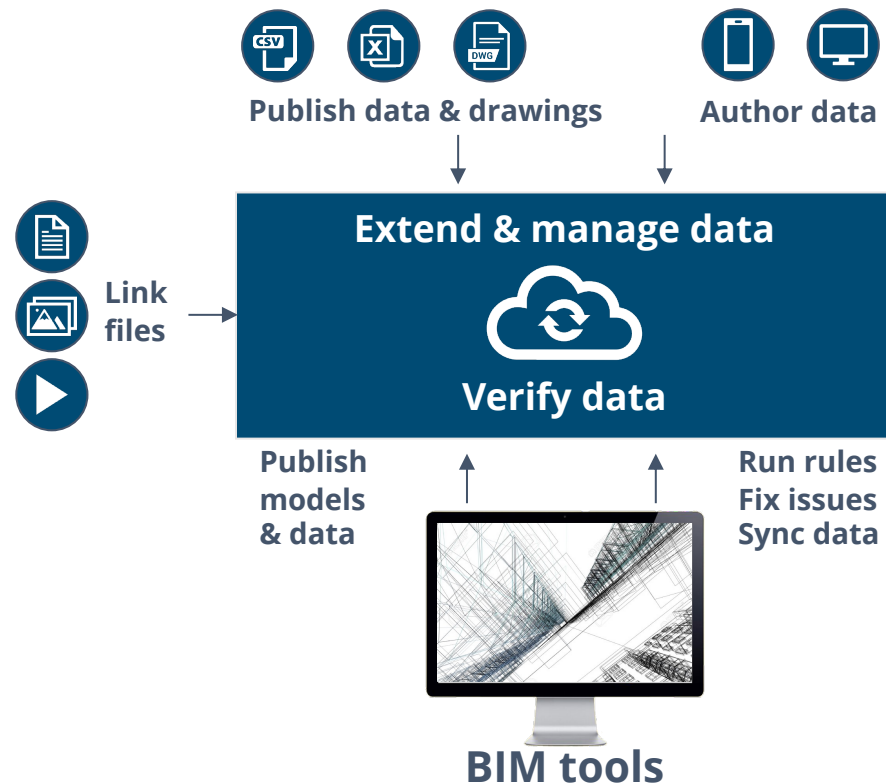 CSV
X
DWG
Publish data & drawings
Author data
Extend & manage data
Link
files
Verify data
Publish
models
& data
Run rules
Fix issues
Sync data
BIM tools